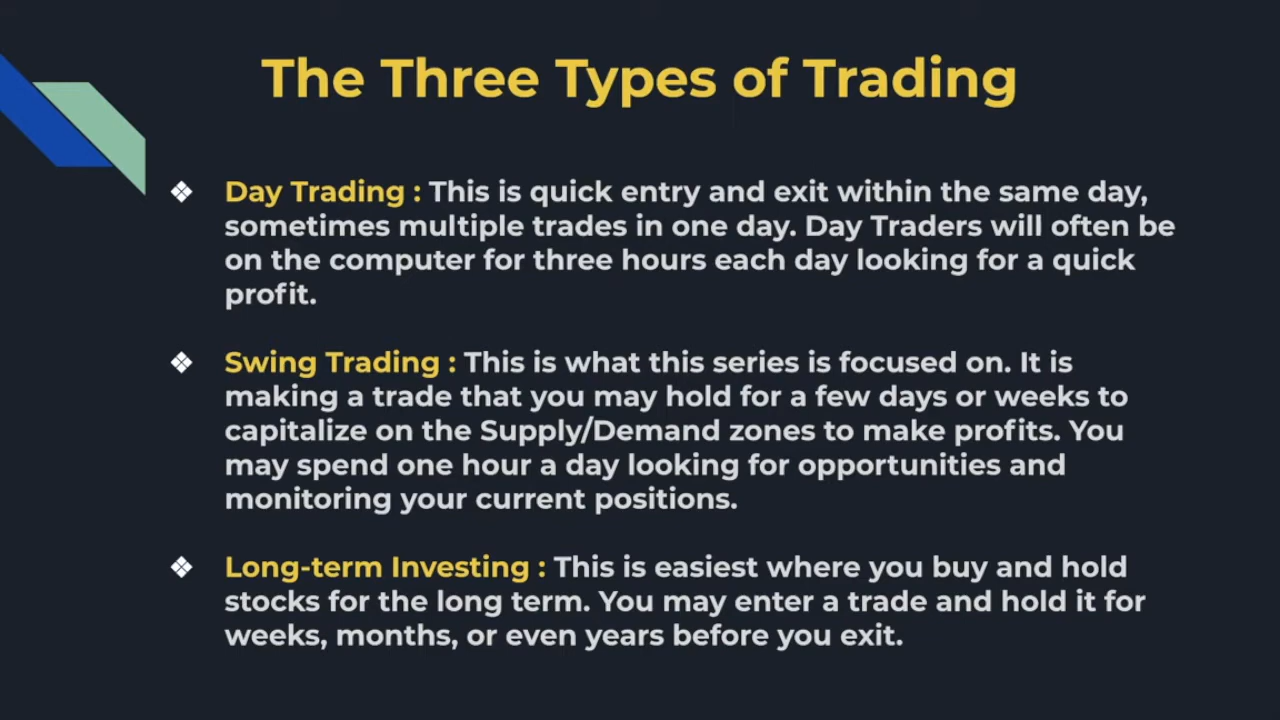 The Three Types of Trading
❖ Day Trading : This is quick entry and exit within the same day,
sometimes multiple trades in one day. Day Traders will often be
on the computer for three hours each day looking for a quick
profit.
❖ Swing Trading : This is what this series is focused on. It is
making a trade that you may hold for a few days or weeks to
capitalize on the Supply/Demand zones to make profits. You
may spend one hour a day looking for opportunities and
monitoring your current positions.
❖ Long-term Investing : This is easiest where you buy and hold
stocks for the long term. You may enter a trade and hold it for
weeks, months, or even years before you exit.